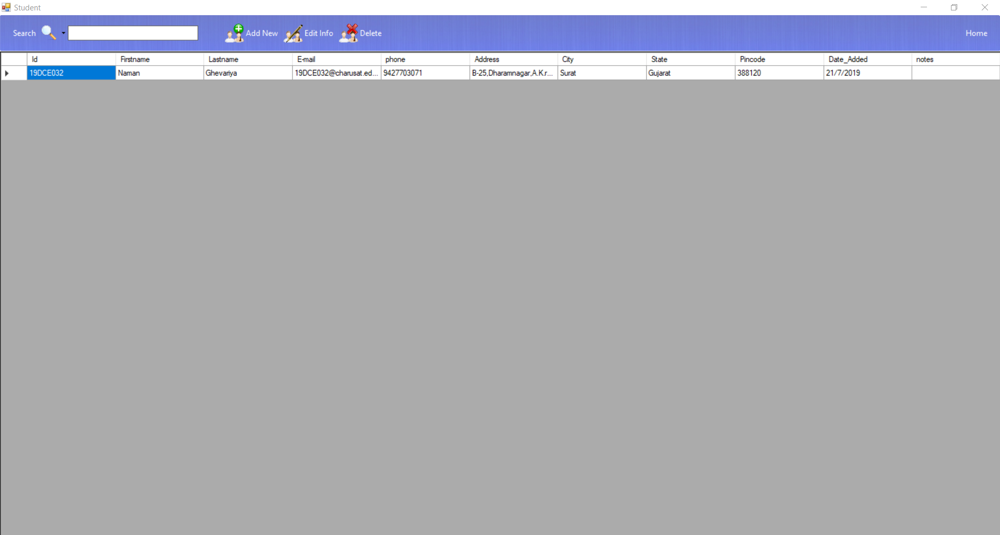 Student
Search Add New Edit Info Delete Home
Id Firstname Lastname E-mail phone Address City State Pincode Date_Added notes
19DCE032 Naman Ghevariya 19DCE032@charusat.ed... 9427703071 B-25,Dharamnagar,A.K.r... Surat Gujarat 388120 21/7/2019